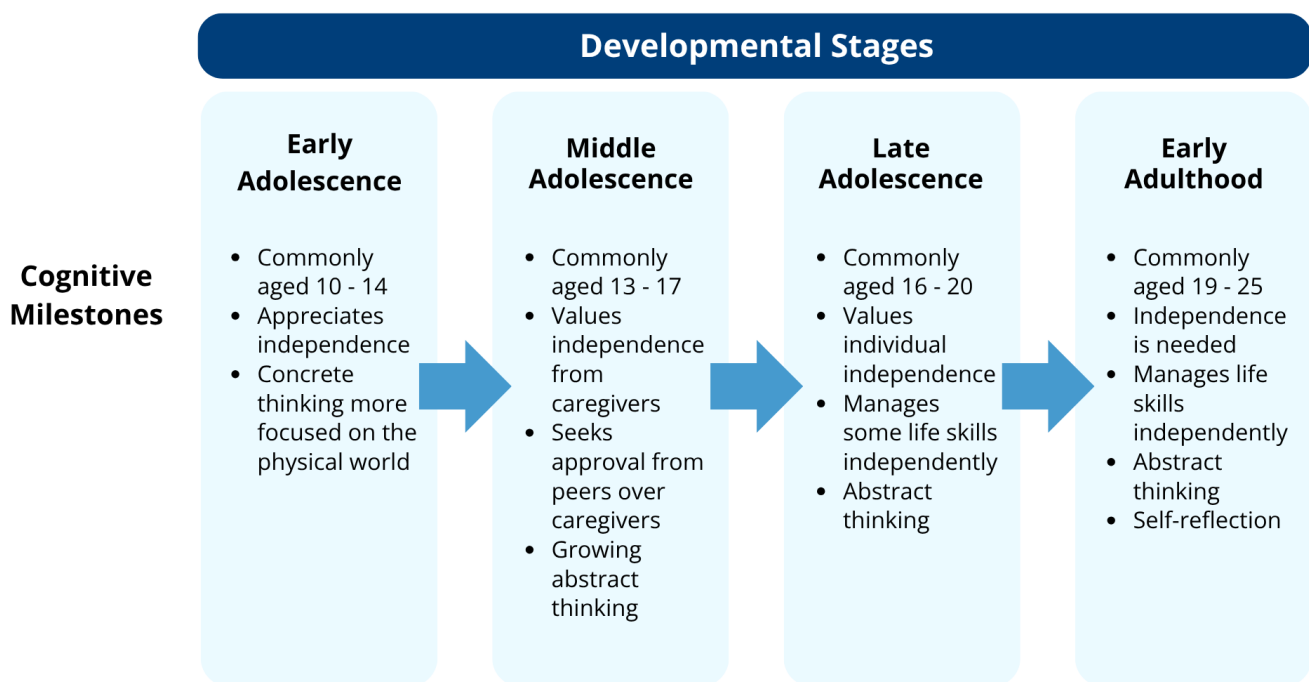 Developmental Stages
Cognitive
Milestones
Early
Adolescence
• Commonly
aged 10 - 14
• Appreciates
independence
• Concrete
thinking more
focused on the
physical world
Middle
Adolescence
• Commonly
aged 13 - 17
• Values
independence
from
caregivers
• Seeks
approval from
peers over
caregivers
• Growing
abstract
thinking
Late
Adolescence
• Commonly
aged 16 - 20
• Values
individual
independence
• Manages
some life skills
independently
• Abstract
thinking
Early
Adulthood
• Commonly
aged 19 - 25
• Independence
is needed
• Manages life
skills
independently
• Abstract
thinking
• Self-reflection